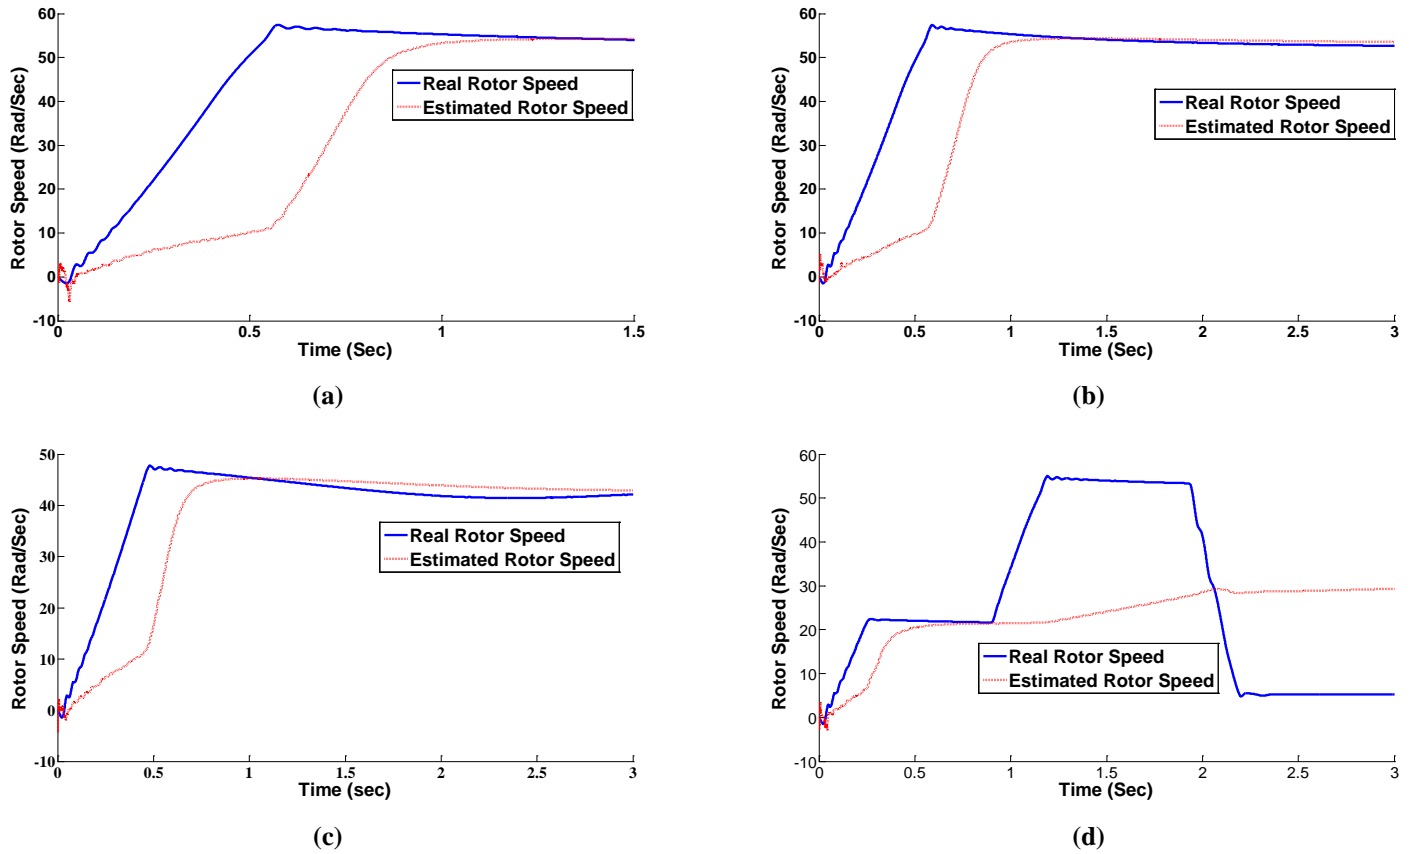 60
50
40
30
20
10
0
-10
Rotor Speed (Rad/Sec)
Real Rotor Speed
Estimated Rotor Speed
0
0.5
1
1.5
Time (Sec)
(a)
60
50
40
30
20
10
0
-10
Rotor Speed (Rad/Sec)
Real Rotor Speed
Estimated Rotor Speed
0
0.5
1
1.5
2
2.5
3
Time (Sec)
(b)
50
40
30
20
10
0
-10
Rotor Speed (Rad/Sec)
Real Rotor Speed
Estimated Rotor Speed
0
0.5
1
1.5
2
2.5
3
Time (sec)
(c)
60
50
40
30
20
10
0
-10
Rotor Speed (Rad/Sec)
Real Rotor Speed
Estimated Rotor Speed
0
0.5
1
1.5
2
2.5
3
Time (Sec)
(d)